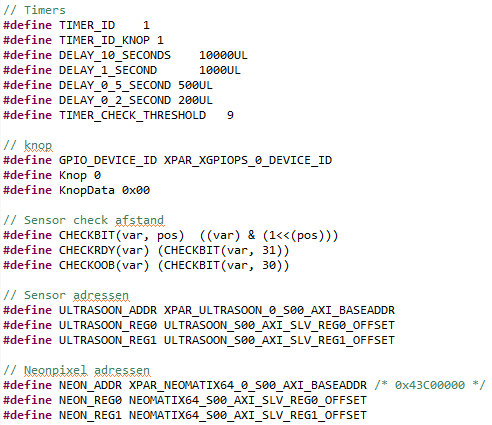 // Timers
#define TIMER_ID    1
#define TIMER_ID_KNOP 1
#define DELAY_10_SECONDS    10000UL
#define DELAY_1_SECOND      1000UL
#define DELAY_0_5_SECOND 500UL
#define DELAY_0_2_SECOND 200UL
#define TIMER_CHECK_THRESHOLD   9

// knop
#define GPIO_DEVICE_ID XPAR_XGPIOPS_0_DEVICE_ID
#define Knop 0
#define KnopData 0x00

// Sensor check afstand
#define CHECKBIT(var, pos)  ((var) & (1<<(pos)))
#define CHECKRDY(var) (CHECKBIT(var, 31))
#define CHECKOOB(var) (CHECKBIT(var, 30))

// Sensor adressen
#define ULTRASOON_ADDR XPAR_ULTRASOON_0_S00_AXI_BASEADDR
#define ULTRASOON_REG0 ULTRASOON_S00_AXI_SLV_REG0_OFFSET
#define ULTRASOON_REG1 ULTRASOON_S00_AXI_SLV_REG1_OFFSET

// Neonpixel adressen
#define NEON_ADDR XPAR_NEOMATIX64_0_S00_AXI_BASEADDR /* 0x43C00000 */
#define NEON_REG0 NEOMATIX64_S00_AXI_SLV_REG0_OFFSET
#define NEON_REG1 NEOMATIX64_S00_AXI_SLV_REG1_OFFSET